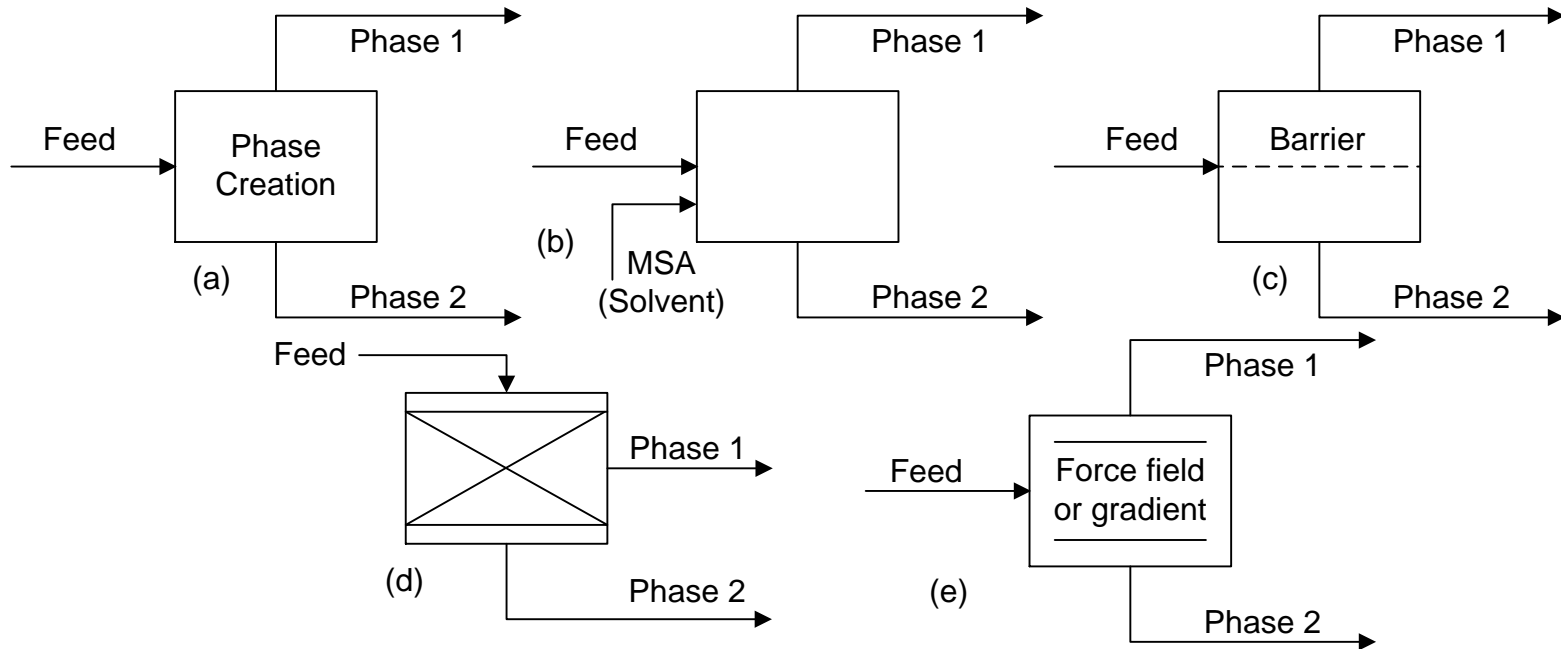 Phase 1
Feed
Phase
Creation
(a)
Phase 2
Phase 1
Feed
(b)
MSA
(Solvent)
Phase 2
Phase 1
Feed
Barrier
(c)
Phase 2
Feed
Phase 1
(d)
Phase 2
Phase 1
Feed
Force field
or gradient
(e)
Phase 2